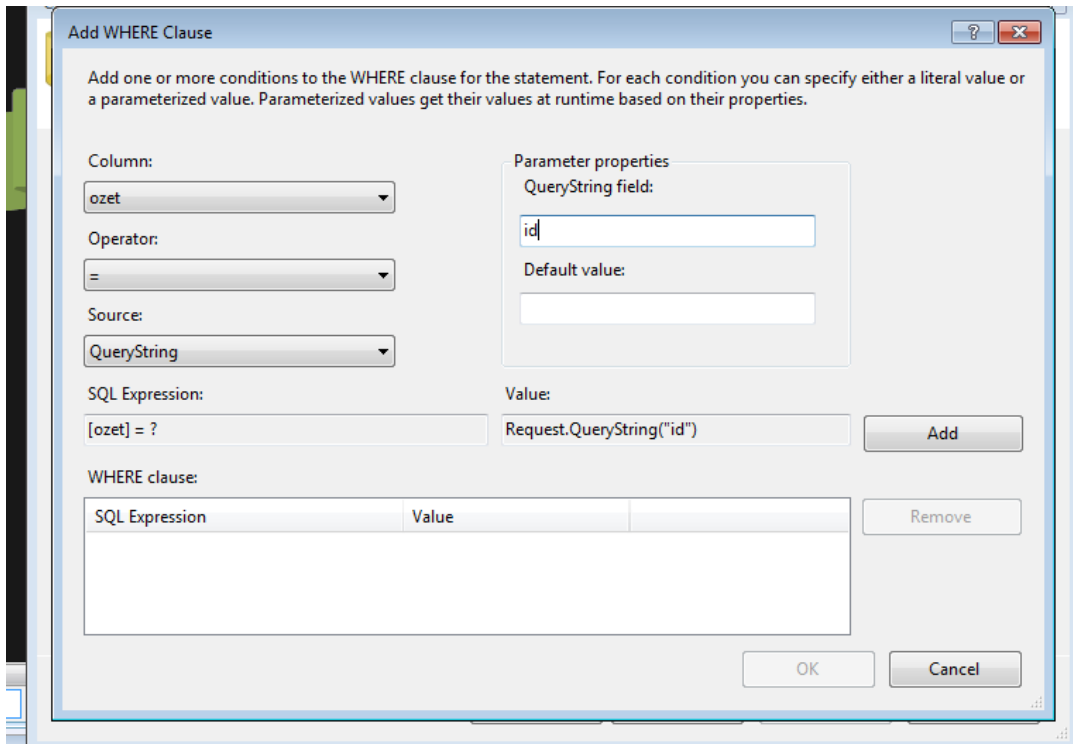 Add WHERE Clause
Add one or more conditions to the WHERE clause for the statement. For each condition you can specify either a literal value or
a parameterized value. Parameterized values get their values at runtime based on their properties.
Column:
ozet
Operator:
=
Source:
QueryString
Parameter properties
QueryString field:
id
Default value:
SQL Expression:
[ozet] = ?
Value:
Request.QueryString("id")
Add
WHERE clause:
SQL Expression Value
Remove
OK Cancel